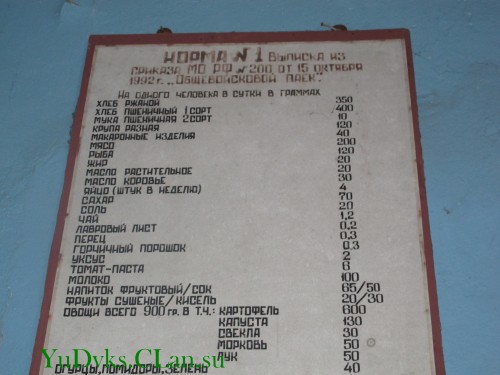 НОРМА №1 ВЫПИСКА ИЗ
ПРИКАЗА МО РФ №200 ОТ 15 ОКТЯБРЯ
1992 г. „ОБЩЕВОЙСКОВОЙ ПАЕК"
НА ОДНОГО ЧЕЛОВЕКА В СУТКИ В ГРАММАХ
ХЛЕБ РЖАНОЙ 350
ХЛЕБ ПШЕНИЧНЫЙ 1 СОРТ 400
МУКА ПШЕНИЧНАЯ 2 СОРТ 10
КРУПА РАЗНАЯ 120
МАКАРОННЫЕ ИЗДЕЛИЯ 40
МЯСО 200
РЫБА 120
ЖИР 20
МАСЛО РАСТИТЕЛЬНОЕ 20
МАСЛО КОРОВЬЕ 30
ЯЙЦО (ШТУК В НЕДЕЛЮ) 4
САХАР 70
СОЛЬ 20
ЧАЙ 1,2
ЛАВРОВЫЙ ЛИСТ 0,2
ПЕРЕЦ 0,3
ГОРЧИЧНЫЙ ПОРОШОК 0,3
УКСУС 2
ТОМАТ-ПАСТА 6
МОЛОКО 100
НАПИТОК ФРУКТОВЫЙ/СОК 65/50
ФРУКТЫ СУШЕНЫЕ/КИСЕЛЬ 20/30
ОВОЩИ ВСЕГО 900 гр. В Т.Ч.: КАРТОФЕЛЬ 600
КАПУСТА 130
СВЕКЛА 30
МОРКОВЬ 50
ЛУК 50
ОГУРЦЫ, ПОМИДОРЫ, ЗЕЛЕНЬ 40
YuDyks.CLan.su